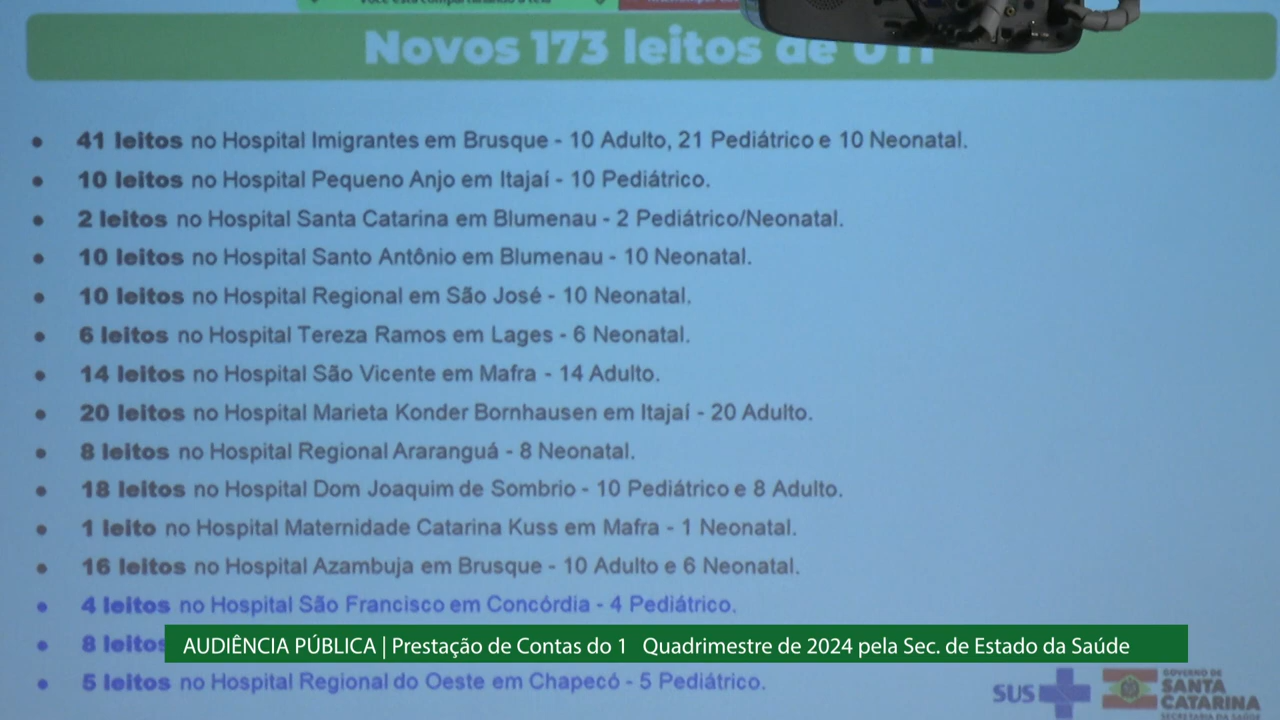 Novos 173 leitos de UTI
• 41 leitos no Hospital Imigrantes em Brusque - 10 Adulto, 21 Pediátrico e 10 Neonatal.
• 10 leitos no Hospital Pequeno Anjo em Itajaí - 10 Pediátrico.
• 2 leitos no Hospital Santa Catarina em Blumenau - 2 Pediátrico/Neonatal.
• 10 leitos no Hospital Santo Antônio em Blumenau - 10 Neonatal.
• 10 leitos no Hospital Regional em São José - 10 Neonatal.
• 6 leitos no Hospital Tereza Ramos em Lages - 6 Neonatal.
• 14 leitos no Hospital São Vicente em Mafra - 14 Adulto.
• 20 leitos no Hospital Marieta Konder Bornhausen em Itajaí - 20 Adulto.
• 8 leitos no Hospital Regional Araranguá - 8 Neonatal.
• 18 leitos no Hospital Dom Joaquim de Sombrio - 10 Pediátrico e 8 Adulto.
• 1 leito no Hospital Maternidade Catarina Kuss em Mafra - 1 Neonatal.
• 16 leitos no Hospital Azambuja em Brusque - 10 Adulto e 6 Neonatal.
• 4 leitos no Hospital São Francisco em Concórdia - 4 Pediátrico.
• 8 leitos
AUDIÊNCIA PÚBLICA | Prestação de Contas do 1 Quadrimestre de 2024 pela Sec. de Estado da Saúde
• 5 leitos no Hospital Regional do Oeste em Chapecó - 5 Pediátrico.
SUS
GOVERNO DE
SANTA
CATARINA
SECRETARIA DA SAÚDE